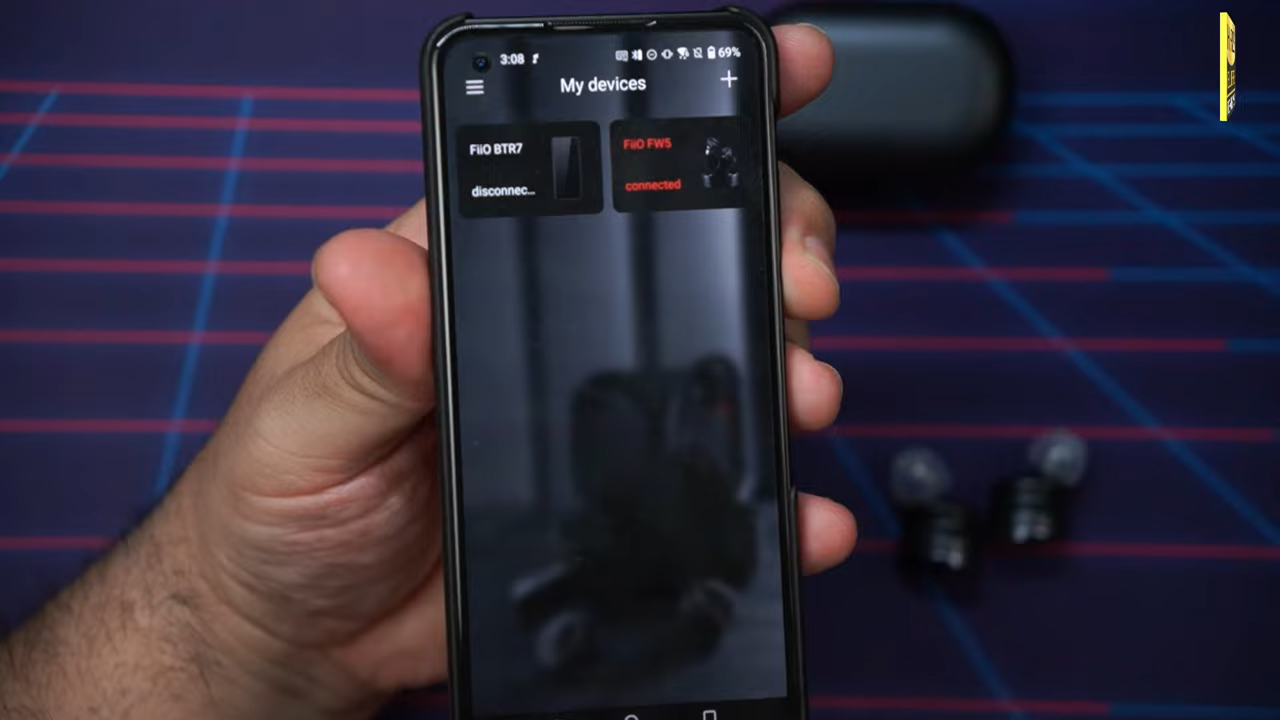 3:08
69%
My devices
FiiO BTR7
disconnec...
FiiO FW5
connected